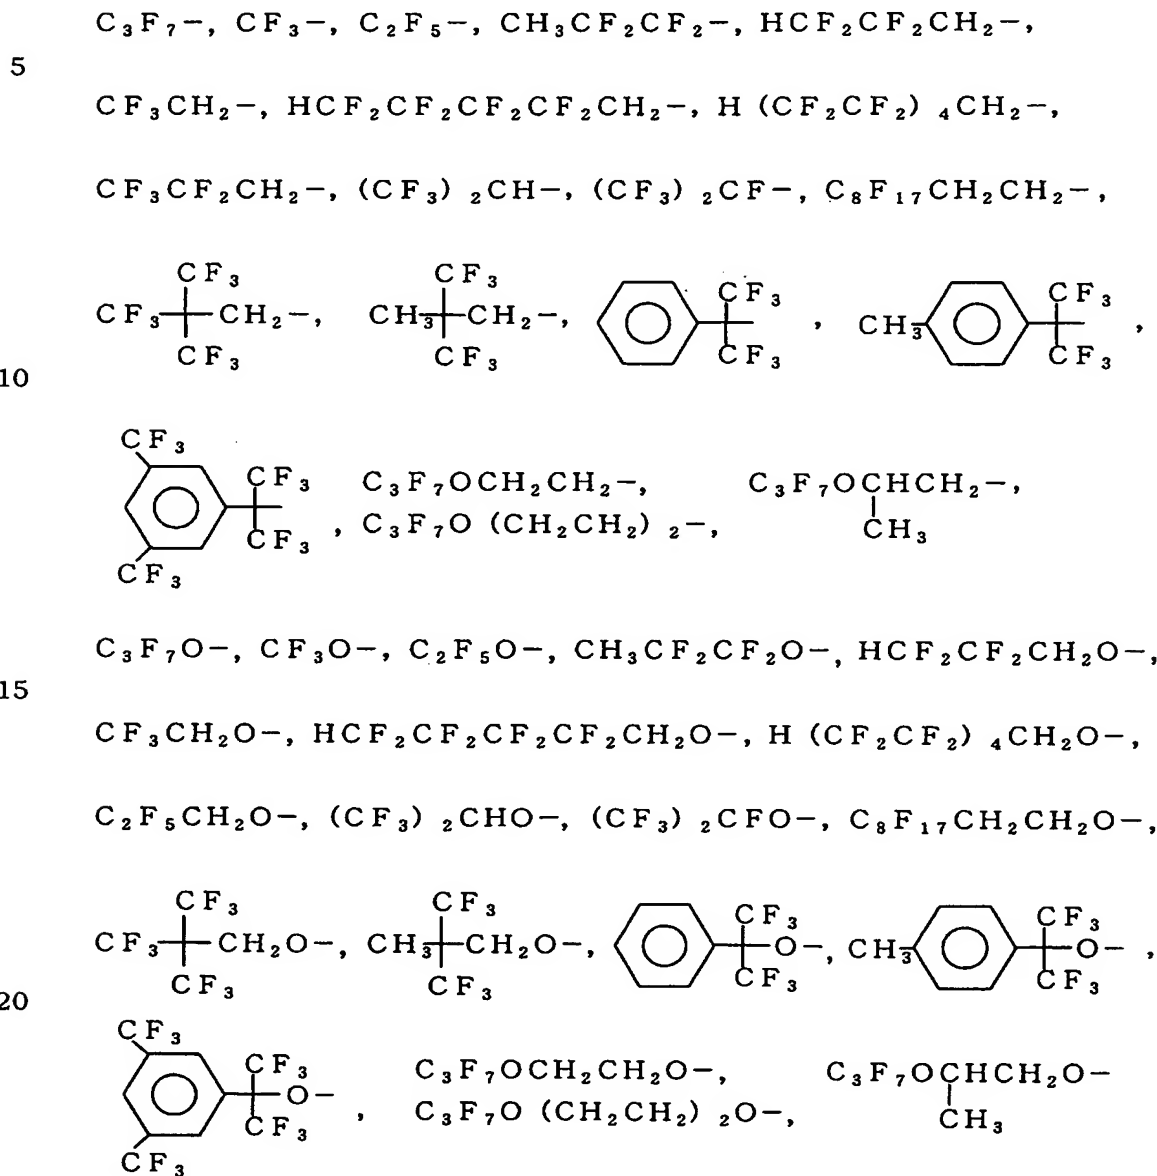 C₃F₇−, CF₃−, C₂F₅−, CH₃CF₂CF₂−, HCF₂CF₂CH₂−,
5
CF₃CH₂−, HCF₂CF₂CF₂CF₂CH₂−, H (CF₂CF₂) ₄CH₂−,
CF₃CF₂CH₂−, (CF₃) ₂CH−, (CF₃) ₂CF−, C₈F₁₇CH₂CH₂−,
CF₃ CF₃ CF₃ CF₃
CF₃ CH₂−, CH₃ CH₂−, , CH₃ ,
CF₃ CF₃ CF₃ CF₃
10
CF₃
CF₃ C₃F₇OCH₂CH₂−, C₃F₇OCHCH₂−,
CF₃ , C₃F₇O (CH₂CH₂) ₂−, CH₃
CF₃
C₃F₇O−, CF₃O−, C₂F₅O−, CH₃CF₂CF₂O−, HCF₂CF₂CH₂O−,
15
CF₃CH₂O−, HCF₂CF₂CF₂CF₂CH₂O−, H (CF₂CF₂) ₄CH₂O−,
C₂F₅CH₂O−, (CF₃) ₂CHO−, (CF₃) ₂CFO−, C₈F₁₇CH₂CH₂O−,
CF₃ CF₃ CF₃ CF₃
CF₃ CH₂O−, CH₃ CH₂O−, O−, CH₃ O− ,
CF₃ CF₃ CF₃ CF₃
20
CF₃
CF₃ C₃F₇OCH₂CH₂O−, C₃F₇OCHCH₂O−
O− ,
CF₃ C₃F₇O (CH₂CH₂) ₂O−, CH₃
CF₃